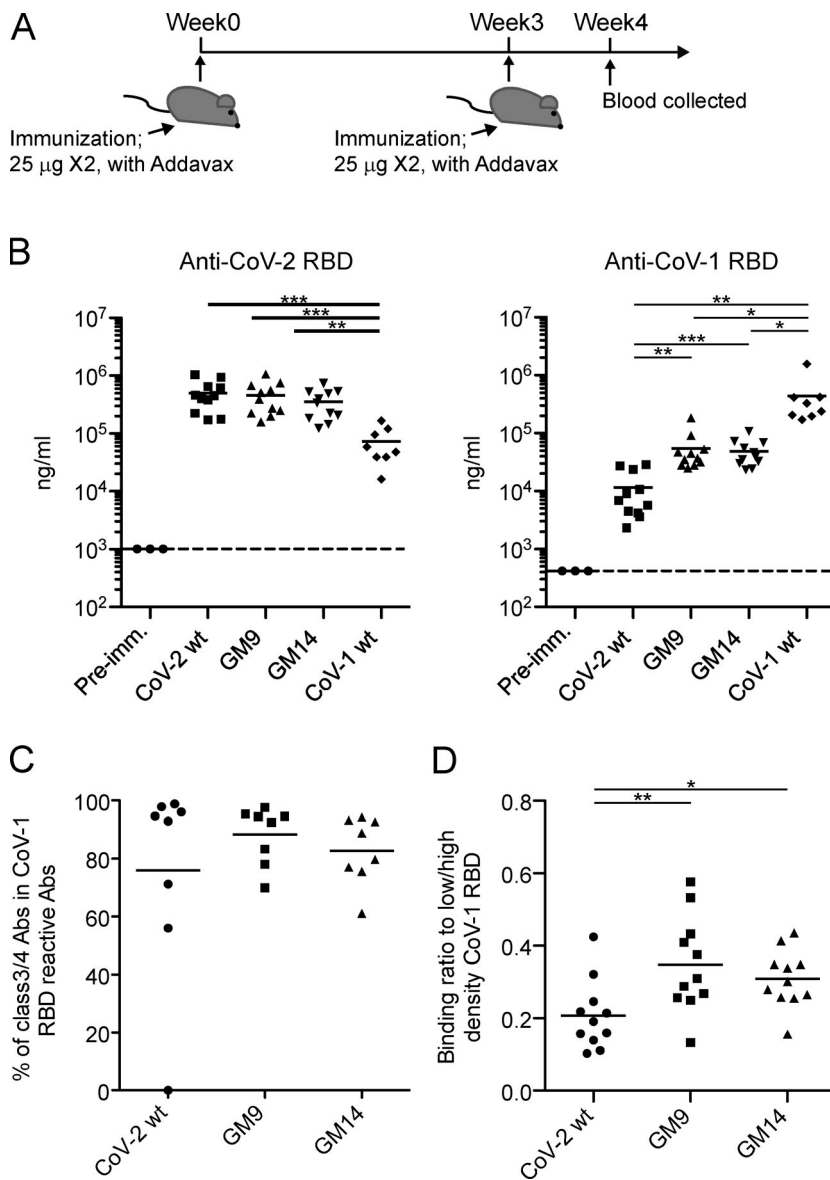 A
Week0
Week3
Week4
Blood collected
Immunization;
25 µg X2, with Addavax
Immunization;
25 µg X2, with Addavax
B
Anti-CoV-2 RBD
***
***
**
10^7
10^6
10^5
10^4
10^3
10^2
ng/ml
Pre-imm.
CoV-2 wt
GM9
GM14
CoV-1 wt
Anti-CoV-1 RBD
**
*
*
***
**
10^7
10^6
10^5
10^4
10^3
10^2
ng/ml
Pre-imm.
CoV-2 wt
GM9
GM14
CoV-1 wt
C
% of class3/4 Abs in CoV-1
RBD reactive Abs
100
80
60
40
20
0
CoV-2 wt
GM9
GM14
D
Binding ratio to low/high
density CoV-1 RBD
*
**
0.8
0.6
0.4
0.2
0.0
CoV-2 wt
GM9
GM14